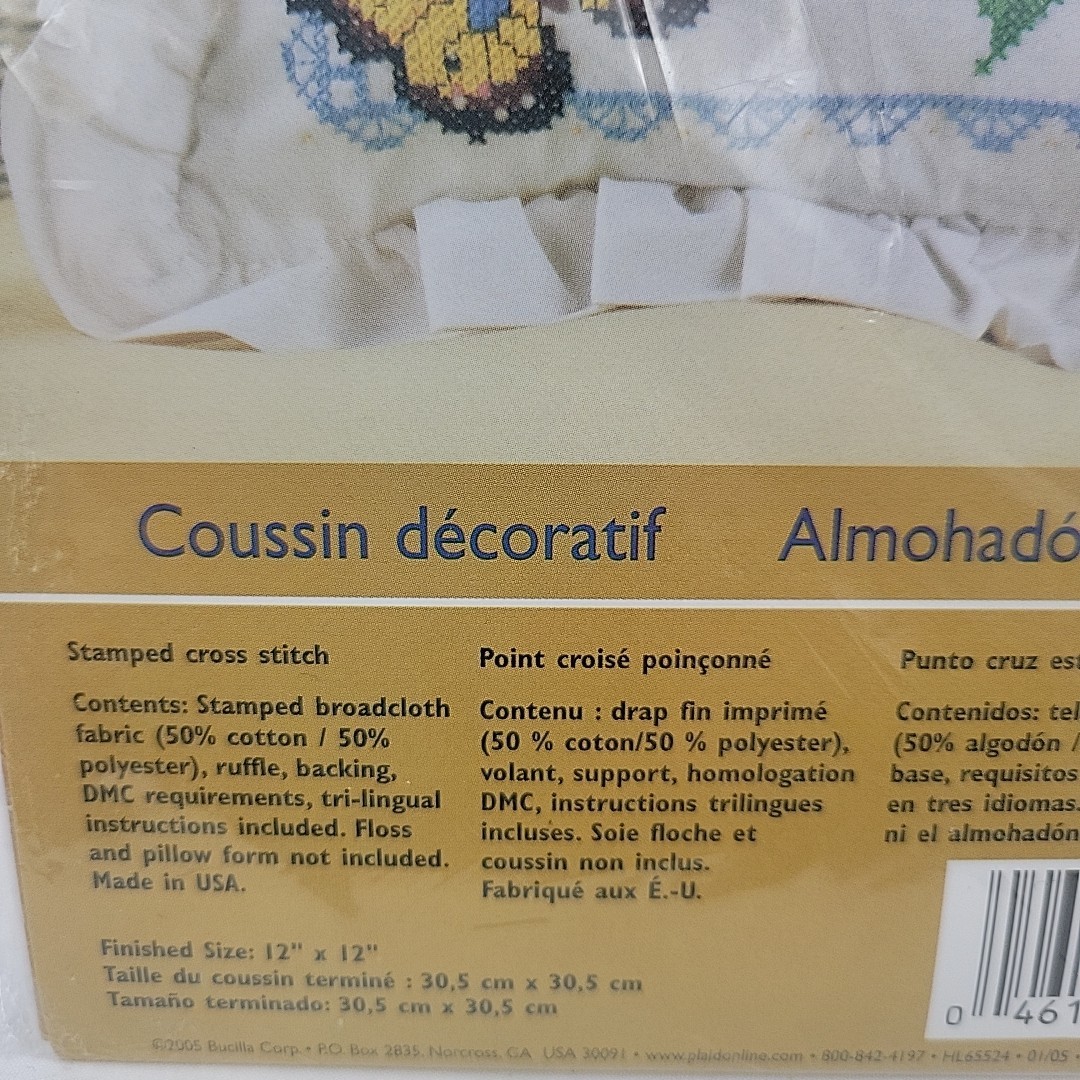 Coussin décoratif
Almohadó
Stamped cross stitch
Contents: Stamped broadcloth
fabric (50% cotton / 50%
polyester), ruffle, backing,
DMC requirements, tri-lingual
instructions included. Floss
and pillow form not included.
Made in USA.
Point croisé poinçonné
Contenu : drap fin imprimé
(50 % coton/50 % polyester),
volant, support, homologation
DMC, instructions trilingues
incluses. Soie floche et
coussin non inclus.
Fabriqué aux É.-U.
Punto cruz est
Contenidos: tel
(50% algodón /
base, requisitos
en tres idiomas.
ni el almohadón
Finished Size: 12" x 12"
Taille du coussin terminé : 30,5 cm x 30,5 cm
Tamaño terminado: 30,5 cm x 30,5 cm
0 461
©2005 Bucilla Corp. • P.O. Box 2835, Norcross, GA USA 30091 • www.plaidonline.com • 800-842-4197 • HL65524 • 01/05 •